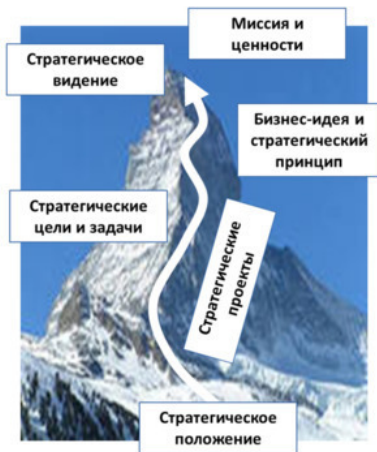 Миссия и
ценности
Стратегическое
видение
Бизнес-идея и
стратегический
принцип
Стратегические
цели и задачи
Стратегические
проекты
Стратегическое
положение